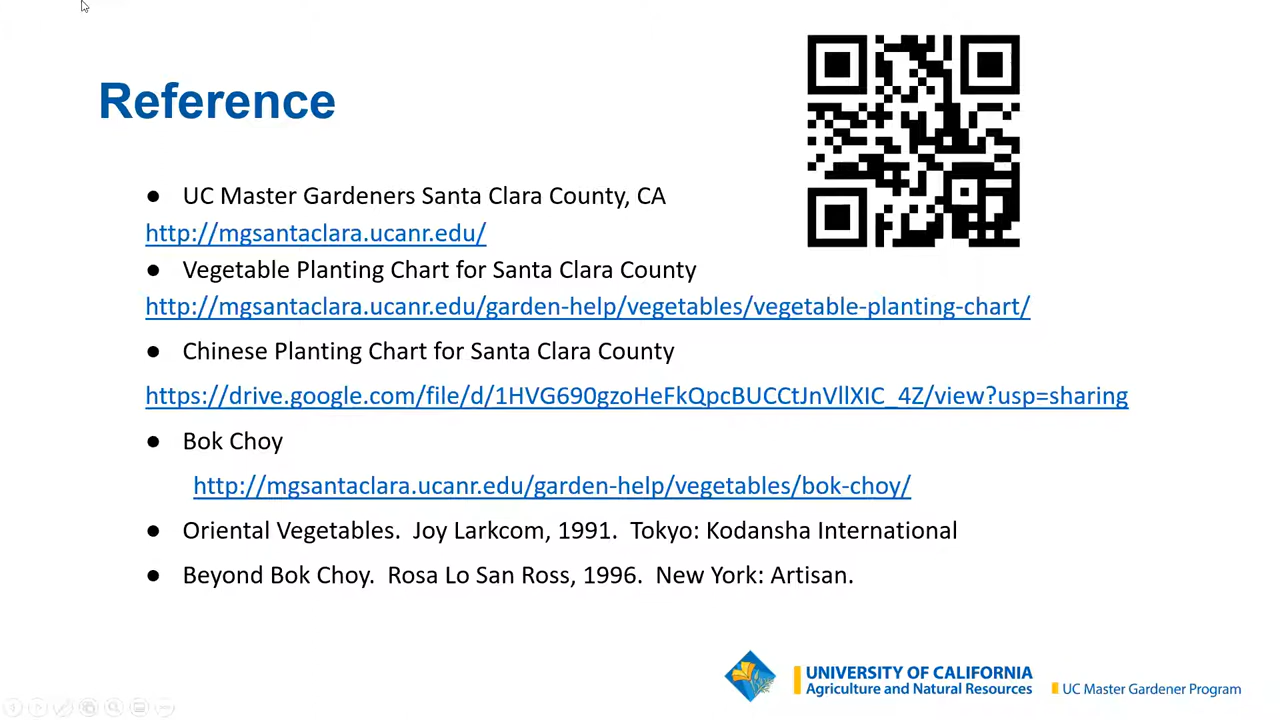 Reference
● UC Master Gardeners Santa Clara County, CA
http://mgsantaclara.ucanr.edu/
● Vegetable Planting Chart for Santa Clara County
http://mgsantaclara.ucanr.edu/garden-help/vegetables/vegetable-planting-chart/
● Chinese Planting Chart for Santa Clara County
https://drive.google.com/file/d/1HVG690gzoHeFkQpcBUCCtJnVllXIC_4Z/view?usp=sharing
● Bok Choy
http://mgsantaclara.ucanr.edu/garden-help/vegetables/bok-choy/
● Oriental Vegetables.  Joy Larkcom, 1991.  Tokyo: Kodansha International
● Beyond Bok Choy.  Rosa Lo San Ross, 1996.  New York: Artisan.
UNIVERSITY OF CALIFORNIA
Agriculture and Natural Resources
UC Master Gardener Program